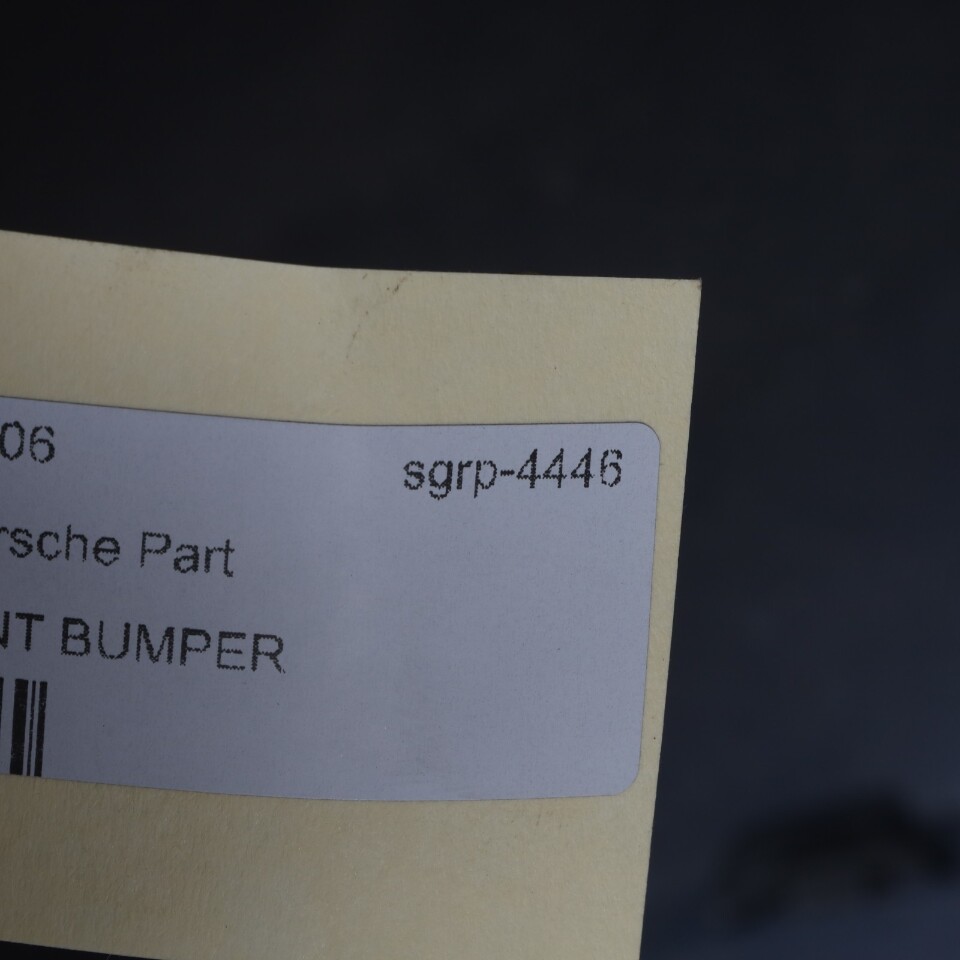 06
sgrp-4446
rsche Part
NT BUMPER